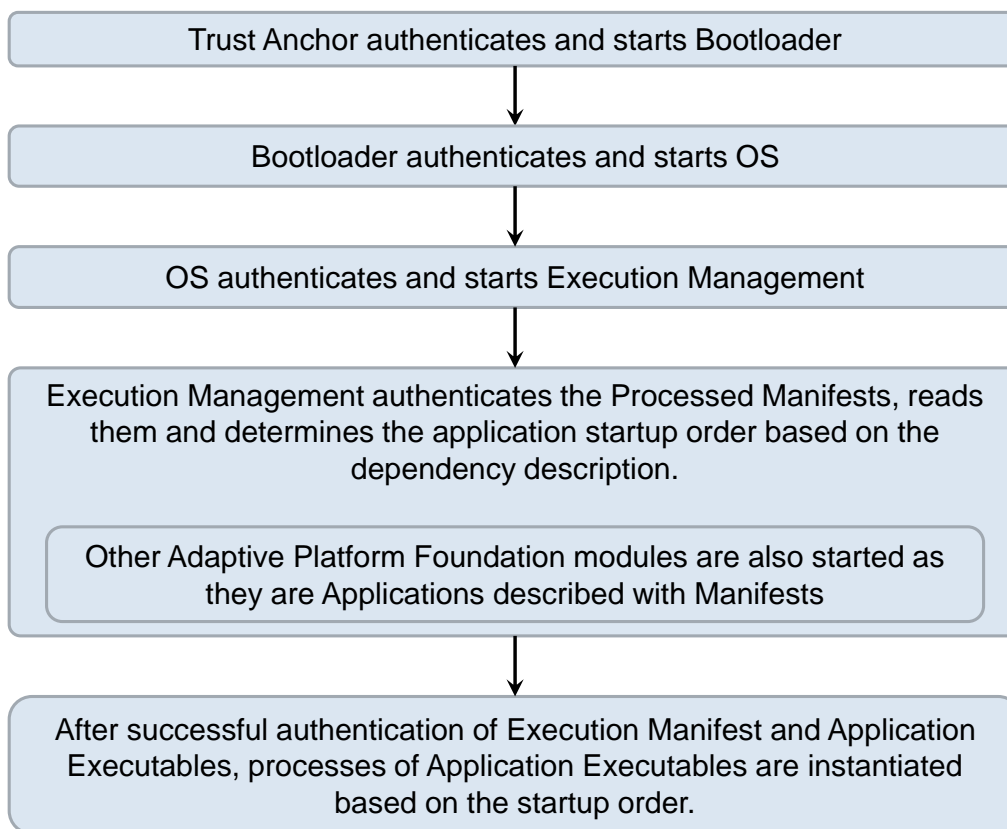 Trust Anchor authenticates and starts Bootloader
Bootloader authenticates and starts OS
OS authenticates and starts Execution Management
Execution Management authenticates the Processed Manifests, reads
them and determines the application startup order based on the
dependency description.
Other Adaptive Platform Foundation modules are also started as
they are Applications described with Manifests
After successful authentication of Execution Manifest and Application
Executables, processes of Application Executables are instantiated
based on the startup order.